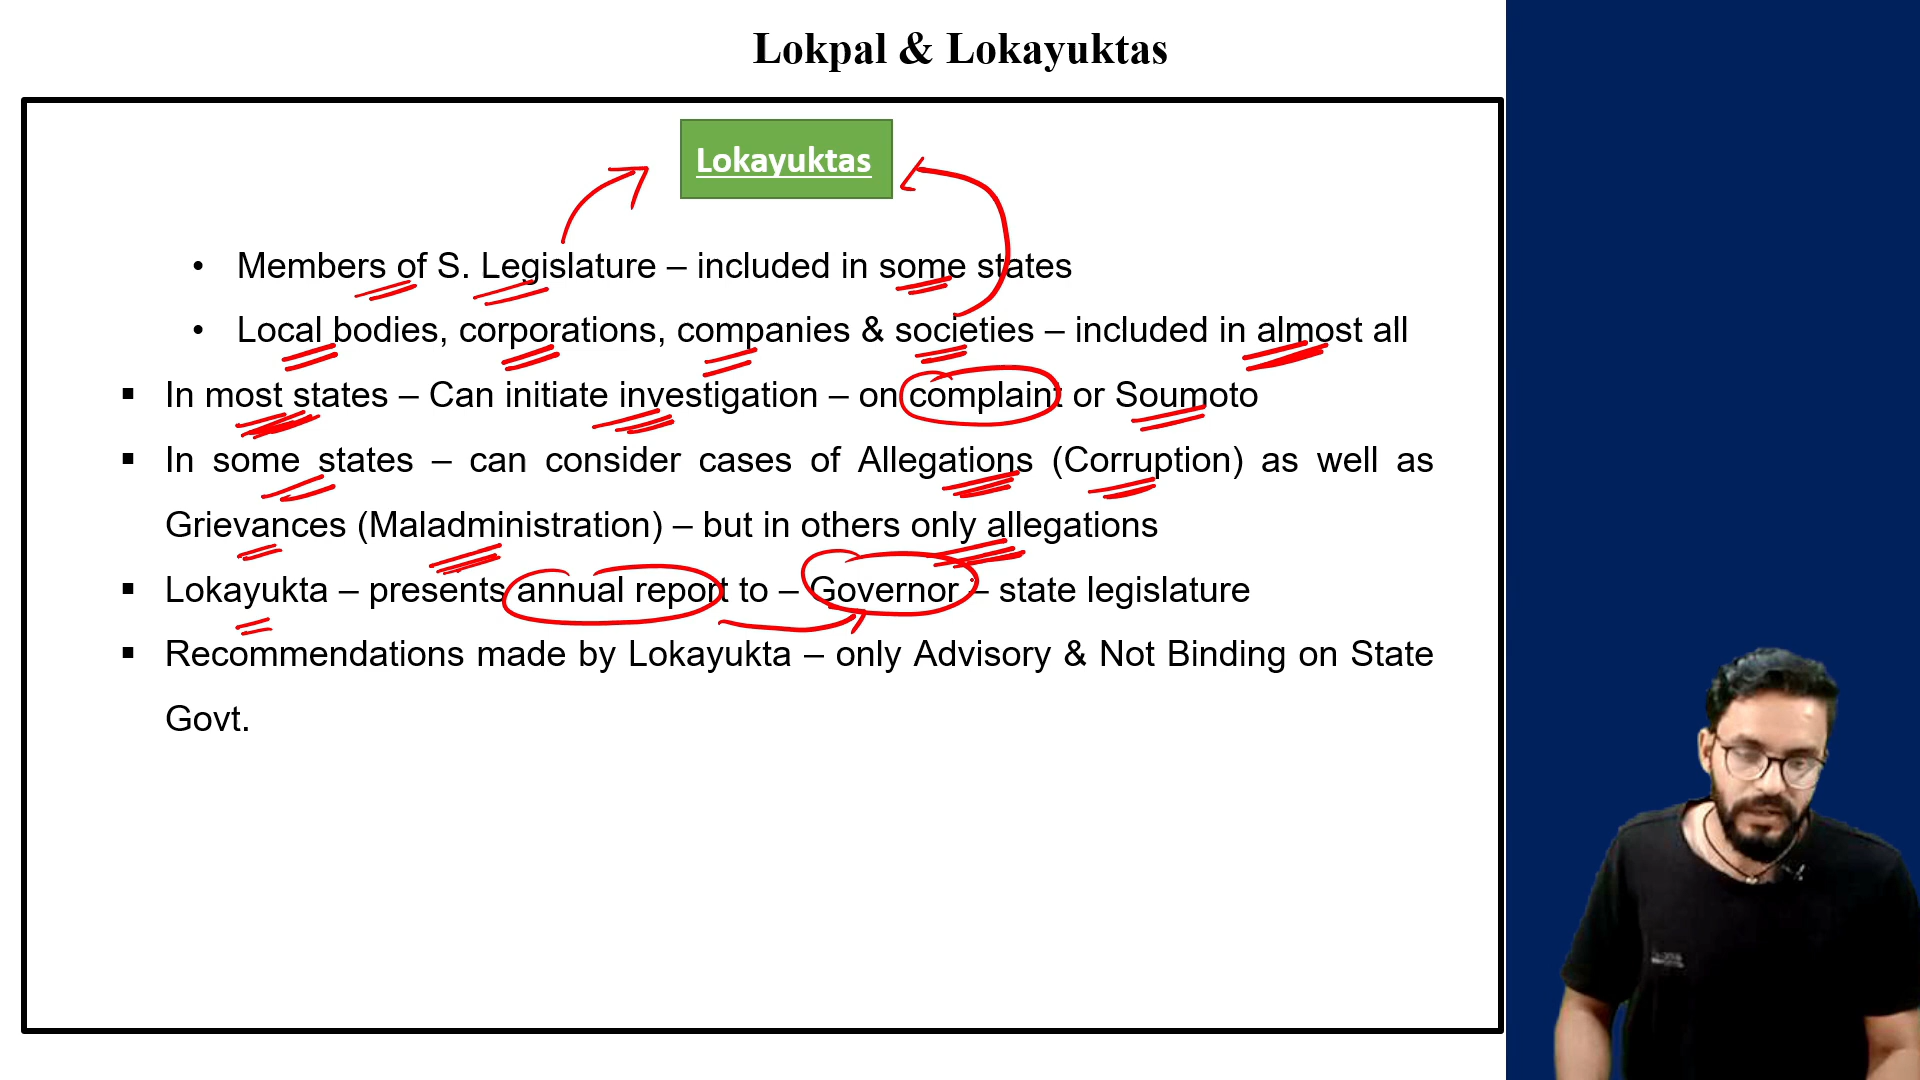 Lokpal & Lokayuktas
Lokayuktas
• Members of S. Legislature – included in some states
• Local bodies, corporations, companies & societies – included in almost all
▪ In most states – Can initiate investigation – on complaint or Soumoto
▪ In some states – can consider cases of Allegations (Corruption) as well as
Grievances (Maladministration) – but in others only allegations
▪ Lokayukta – presents annual report to – Governor – state legislature
▪ Recommendations made by Lokayukta – only Advisory & Not Binding on State
Govt.